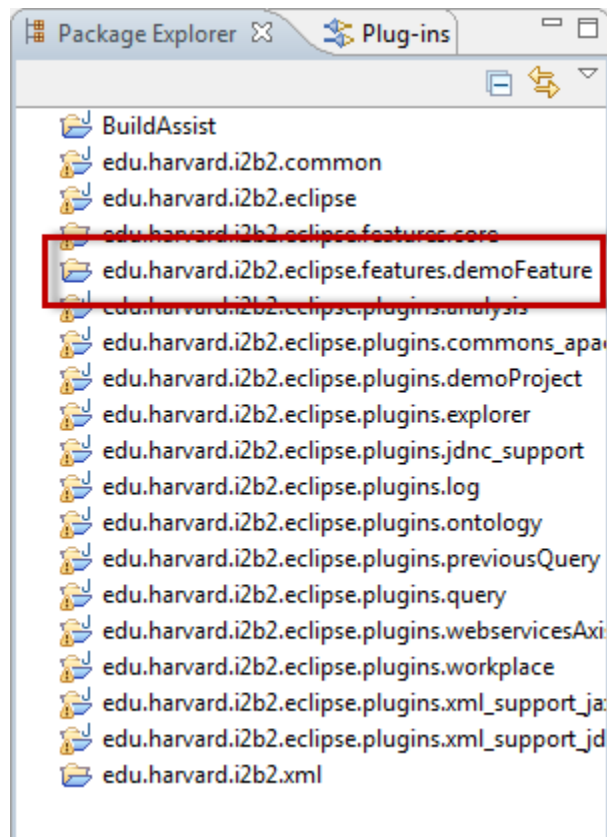 Package Explorer Plug-ins
BuildAssist
edu.harvard.i2b2.common
edu.harvard.i2b2.eclipse
edu.harvard.i2b2.eclipse.features.core
edu.harvard.i2b2.eclipse.features.demoFeature
edu.harvard.i2b2.eclipse.plugins.analysis
edu.harvard.i2b2.eclipse.plugins.commons_apa
edu.harvard.i2b2.eclipse.plugins.demoProject
edu.harvard.i2b2.eclipse.plugins.explorer
edu.harvard.i2b2.eclipse.plugins.jdnc_support
edu.harvard.i2b2.eclipse.plugins.log
edu.harvard.i2b2.eclipse.plugins.ontology
edu.harvard.i2b2.eclipse.plugins.previousQuery
edu.harvard.i2b2.eclipse.plugins.query
edu.harvard.i2b2.eclipse.plugins.webservicesAxi
edu.harvard.i2b2.eclipse.plugins.workplace
edu.harvard.i2b2.eclipse.plugins.xml_support_ja
edu.harvard.i2b2.eclipse.plugins.xml_support_jd
edu.harvard.i2b2.xml